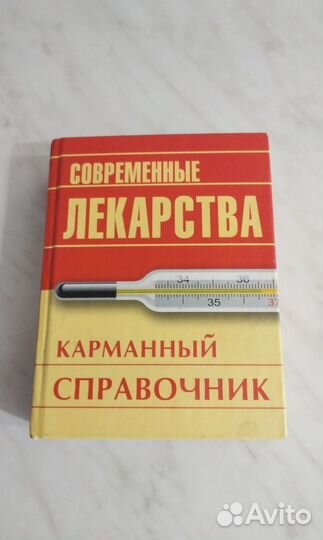 СОВРЕМЕННЫЕ
ЛЕКАРСТВА
34 36
35 37
КАРМАННЫЙ
СПРАВОЧНИК
Avito